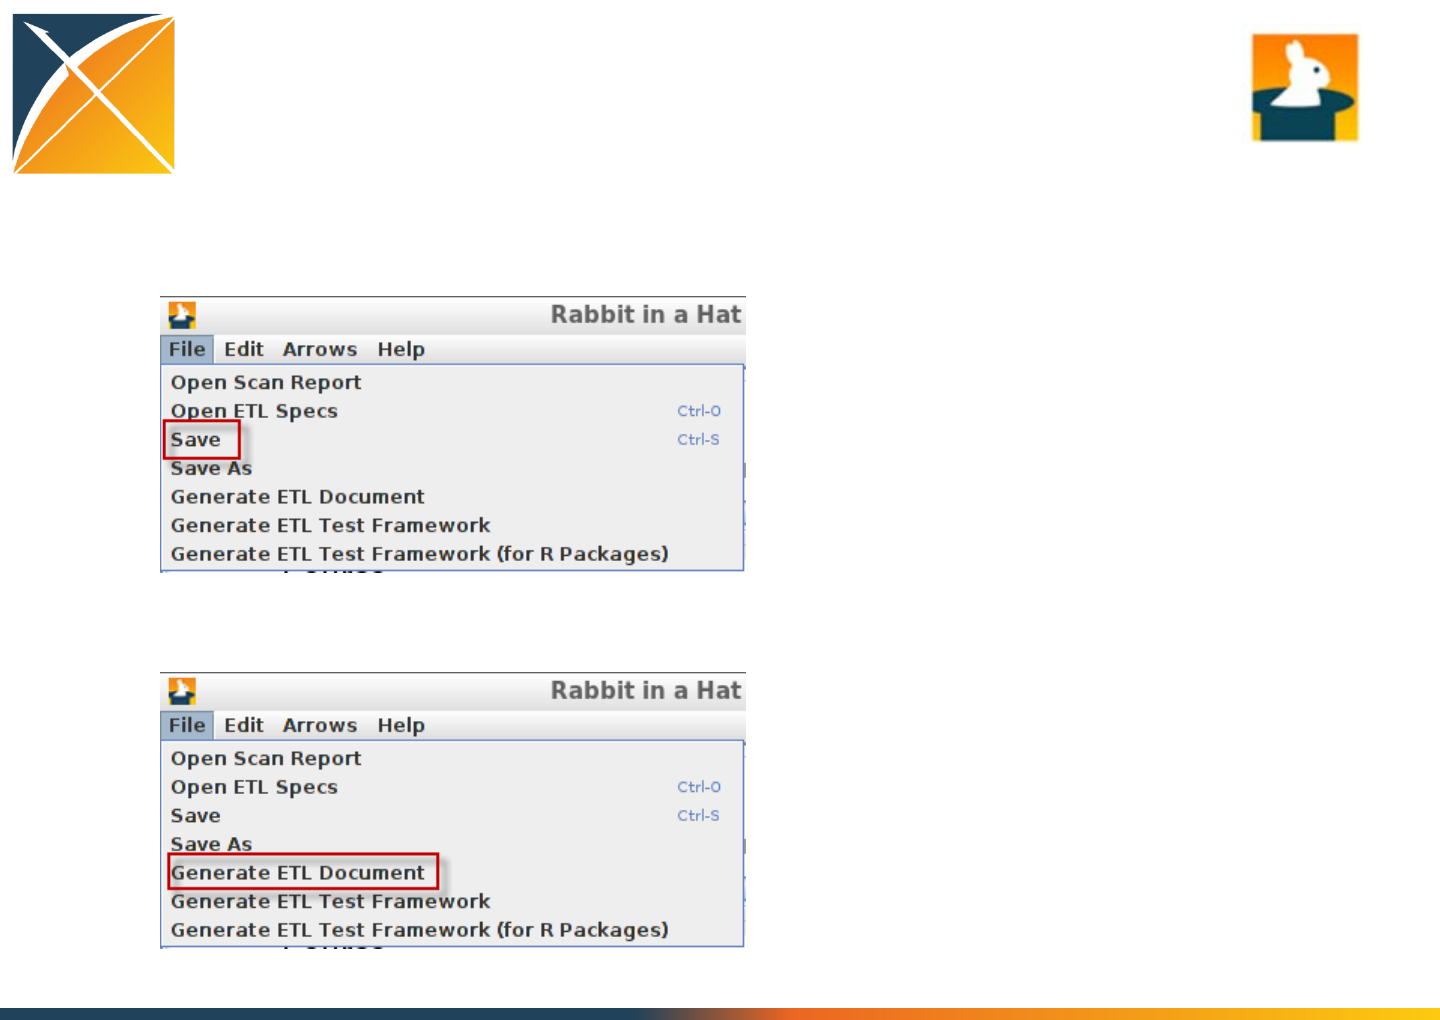 Rabbit in a Hat
File Edit Arrows Help
Open Scan Report
Open ETL Specs Ctrl-O
Save Ctrl-S
Save As
Generate ETL Document
Generate ETL Test Framework
Generate ETL Test Framework (for R Packages)
Rabbit in a Hat
File Edit Arrows Help
Open Scan Report
Open ETL Specs Ctrl-O
Save Ctrl-S
Save As
Generate ETL Document
Generate ETL Test Framework
Generate ETL Test Framework (for R Packages)